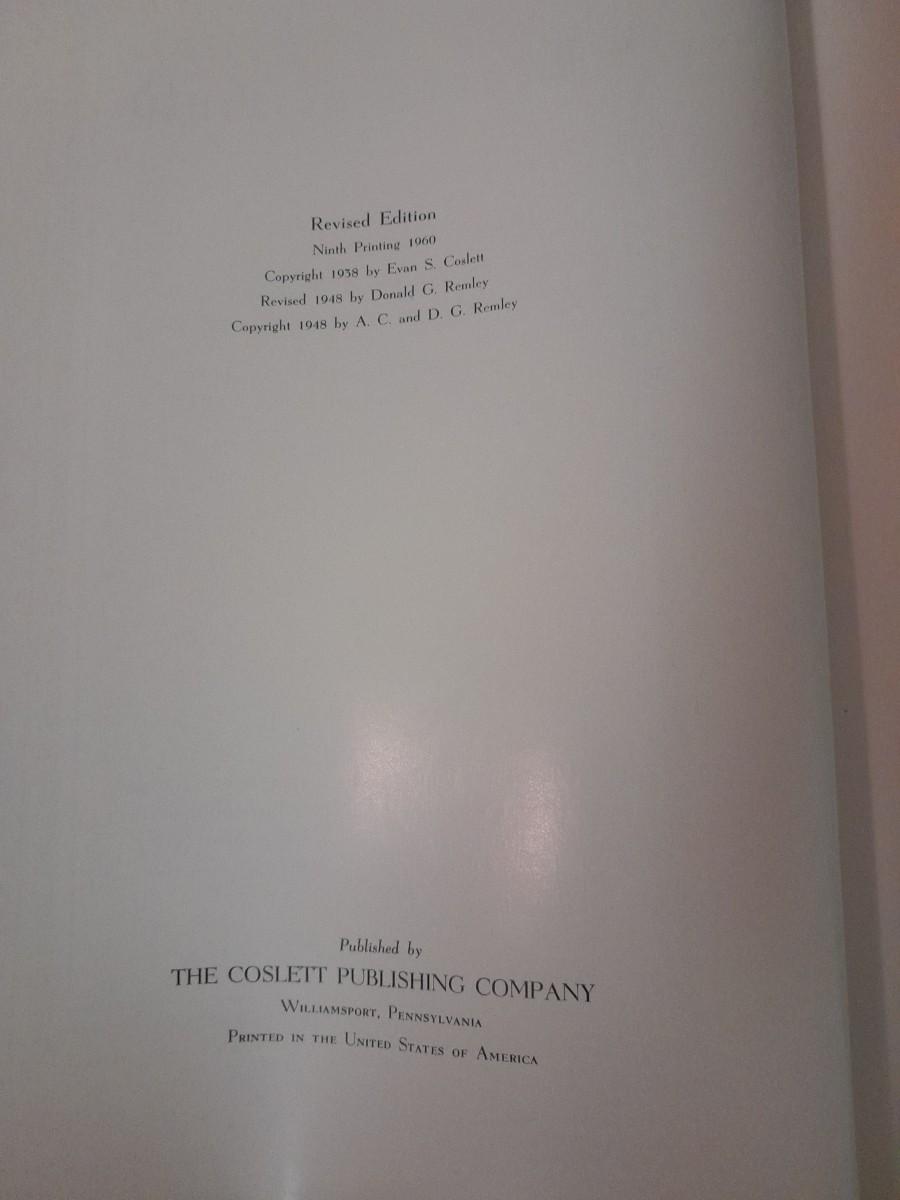 Revised Edition
Ninth Printing 1960
Copyright 1938 by Evan S. Coslett
Revised 1948 by Donald G. Remley
Copyright 1948 by A. C. and D. G. Remley
Published by
THE COSLETT PUBLISHING COMPANY
WILLIAMSPORT, PENNSYLVANIA
PRINTED IN THE UNITED STATES OF AMERICA